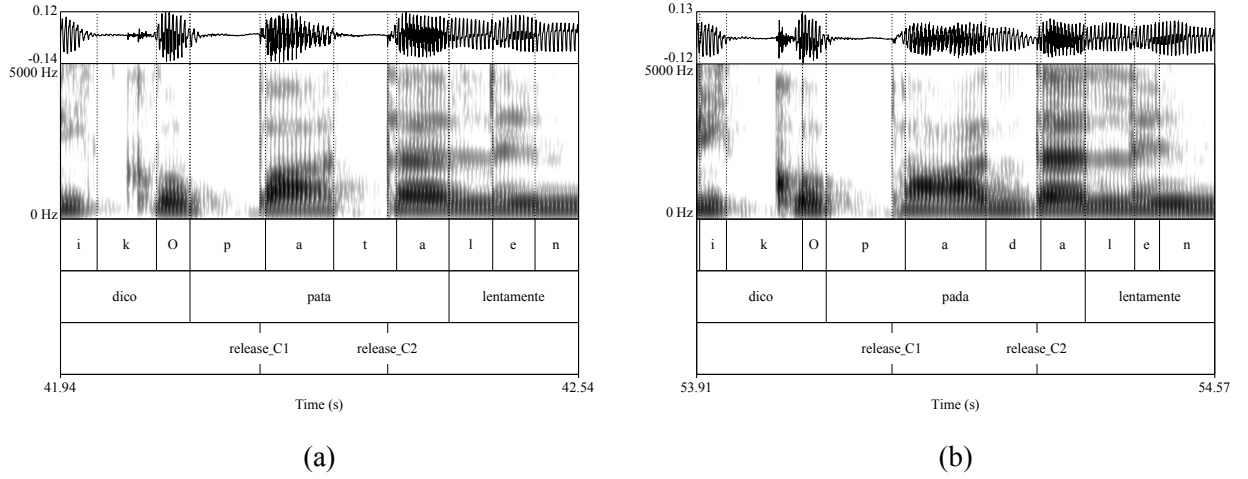 0.12
-0.14
5000 Hz
0 Hz
i k O p a t a l e n
dico pata lentamente
release_C1 release_C2
41.94 42.54
Time (s)
(a)
0.13
-0.12
5000 Hz
0 Hz
i k O p a d a l e n
dico pada lentamente
release_C1 release_C2
53.91 54.57
Time (s)
(b)